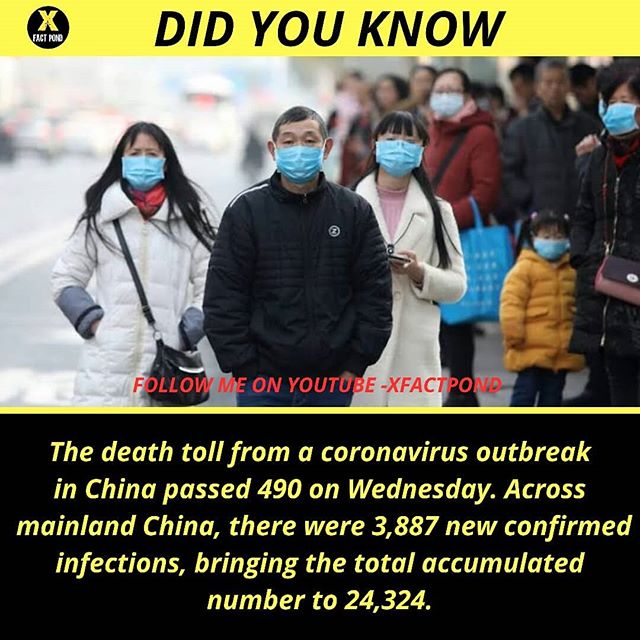 X
FACT POND
DID YOU KNOW
FOLLOW ME ON YOUTUBE -XFACTPOND
The death toll from a coronavirus outbreak
in China passed 490 on Wednesday. Across
mainland China, there were 3,887 new confirmed
infections, bringing the total accumulated
number to 24,324.